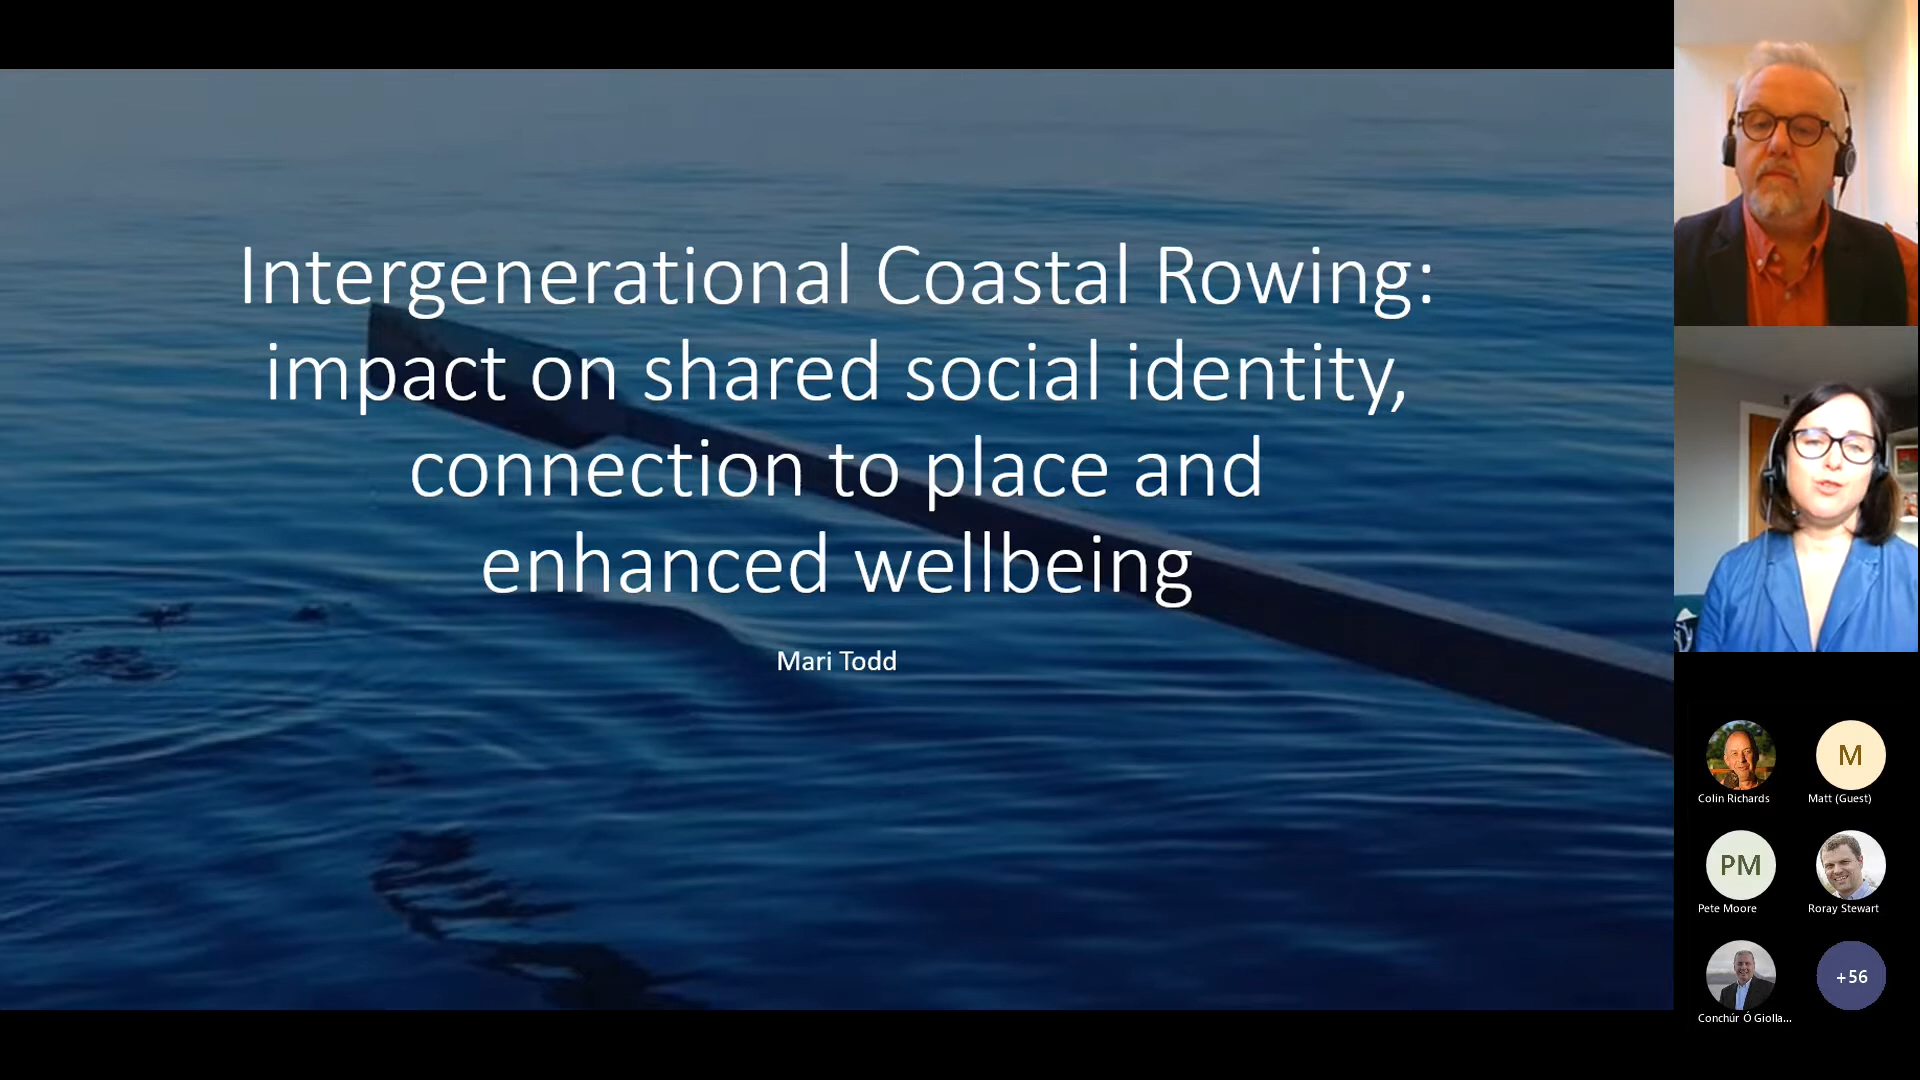 Intergenerational Coastal Rowing:
impact on shared social identity,
connection to place and
enhanced wellbeing
Mari Todd
M
Colin Richards
Matt (Guest)
PM
Pete Moore
Roray Stewart
+56
Conchúr Ó Giolla...